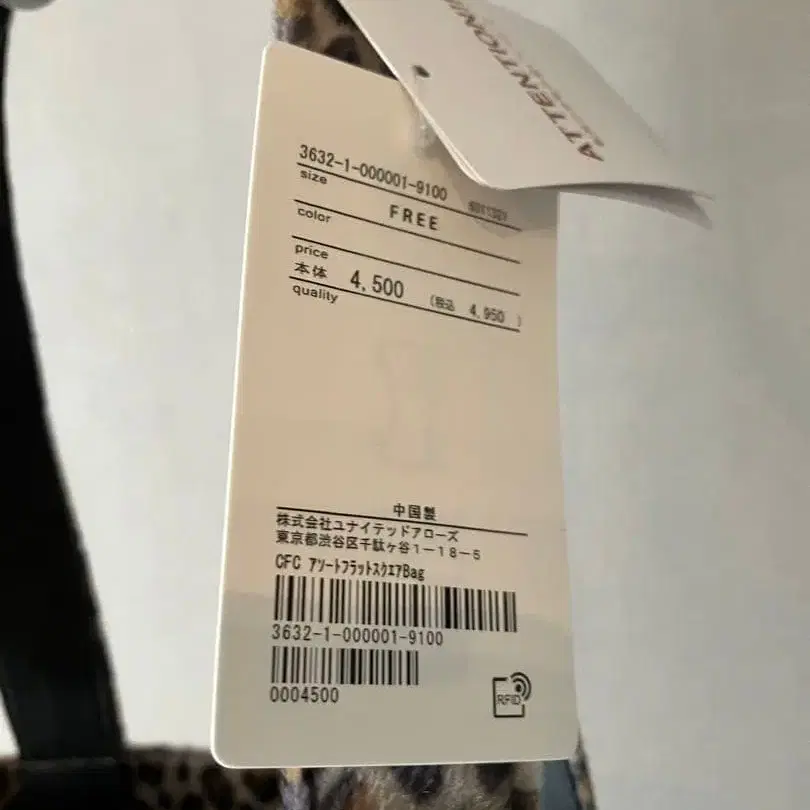 ATTENTION
3632-1-000001-9100
size
FREE
color
price
本体 4,500 (税込 4,950 )
quality
中国製
株式会社ユナイテッドアローズ
東京都渋谷区千駄ヶ谷1-18-5
CFC ｱｿｰﾄﾌﾗｯﾄｽｸｴｱBag
3632-1-000001-9100
0004500
RFID